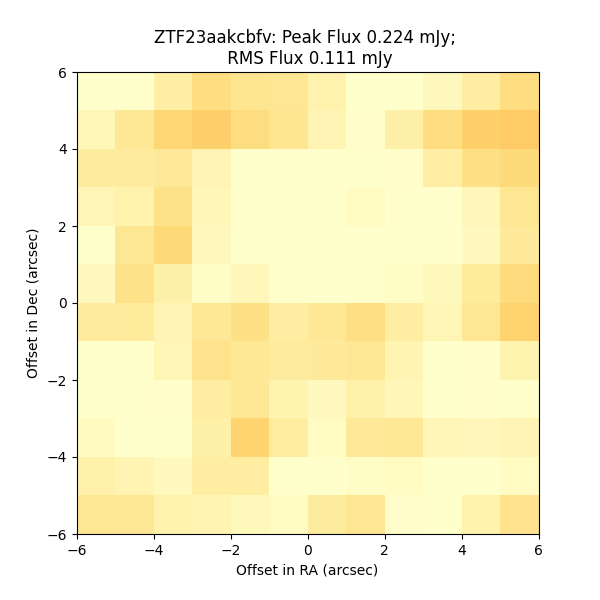 ZTF23aakcbfv: Peak Flux 0.224 mJy;
RMS Flux 0.111 mJy
6
4
2
0
−2
−4
−6
Offset in Dec (arcsec)
−6 −4 −2 0 2 4 6
Offset in RA (arcsec)